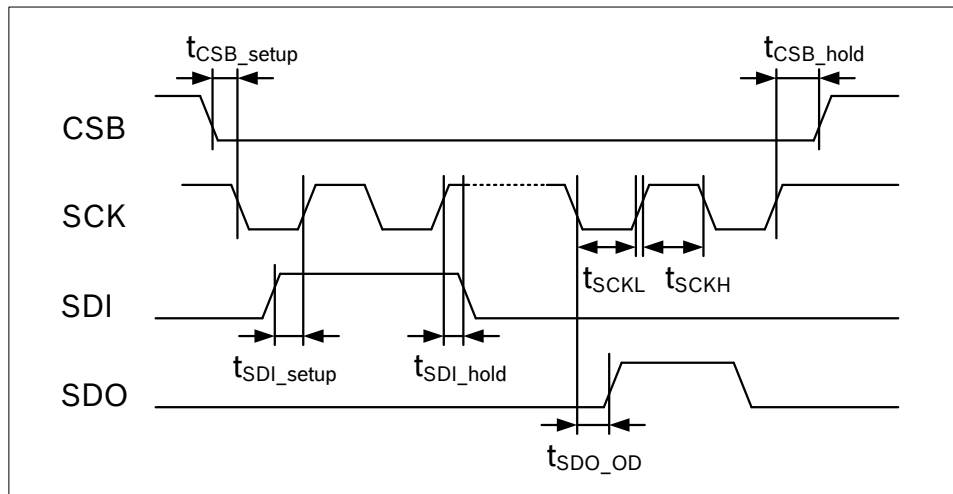 tCSB_setup
tCSB_hold
CSB
SCK
tSCKL
tSCKH
SDI
tSDI_setup
tSDI_hold
SDO
tSDO_OD